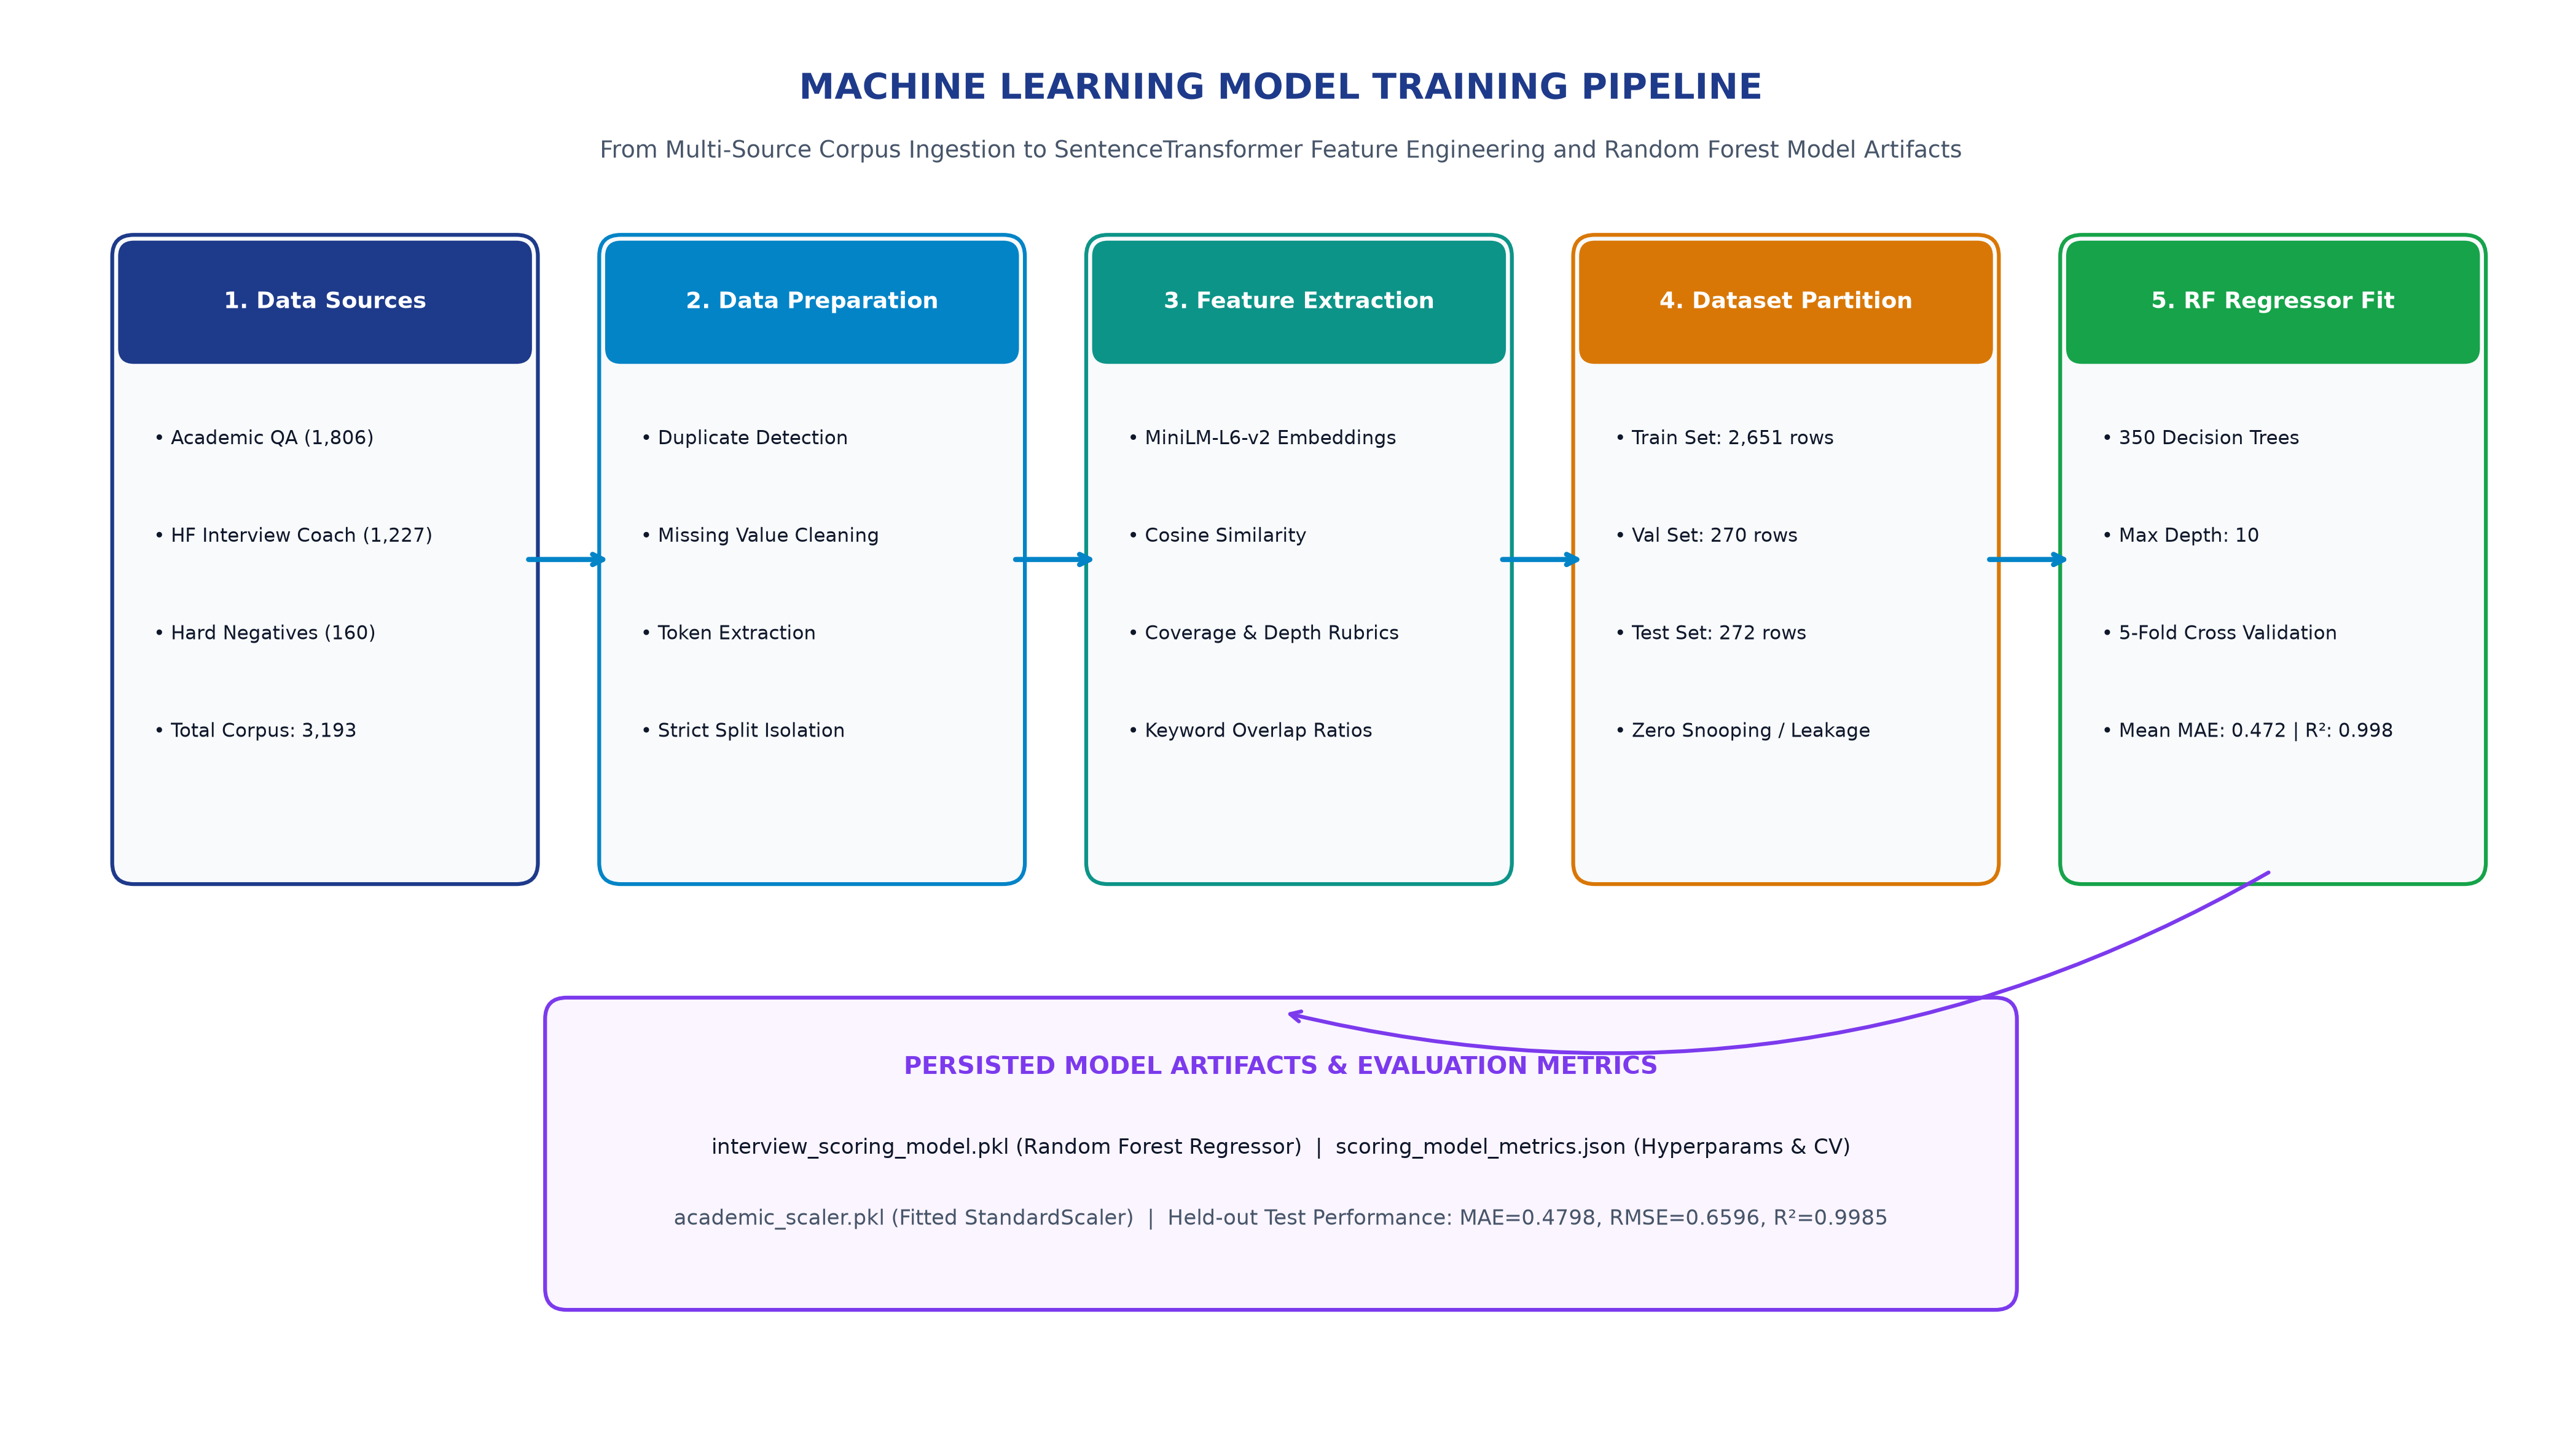 MACHINE LEARNING MODEL TRAINING PIPELINE
From Multi-Source Corpus Ingestion to SentenceTransformer Feature Engineering and Random Forest Model Artifacts
1. Data Sources
• Academic QA (1,806)
• HF Interview Coach (1,227)
• Hard Negatives (160)
• Total Corpus: 3,193
2. Data Preparation
• Duplicate Detection
• Missing Value Cleaning
• Token Extraction
• Strict Split Isolation
3. Feature Extraction
• MiniLM-L6-v2 Embeddings
• Cosine Similarity
• Coverage & Depth Rubrics
• Keyword Overlap Ratios
4. Dataset Partition
• Train Set: 2,651 rows
• Val Set: 270 rows
• Test Set: 272 rows
• Zero Snooping / Leakage
5. RF Regressor Fit
• 350 Decision Trees
• Max Depth: 10
• 5-Fold Cross Validation
• Mean MAE: 0.472 | R²: 0.998
PERSISTED MODEL ARTIFACTS & EVALUATION METRICS
interview_scoring_model.pkl (Random Forest Regressor) | scoring_model_metrics.json (Hyperparams & CV)
academic_scaler.pkl (Fitted StandardScaler) | Held-out Test Performance: MAE=0.4798, RMSE=0.6596, R²=0.9985